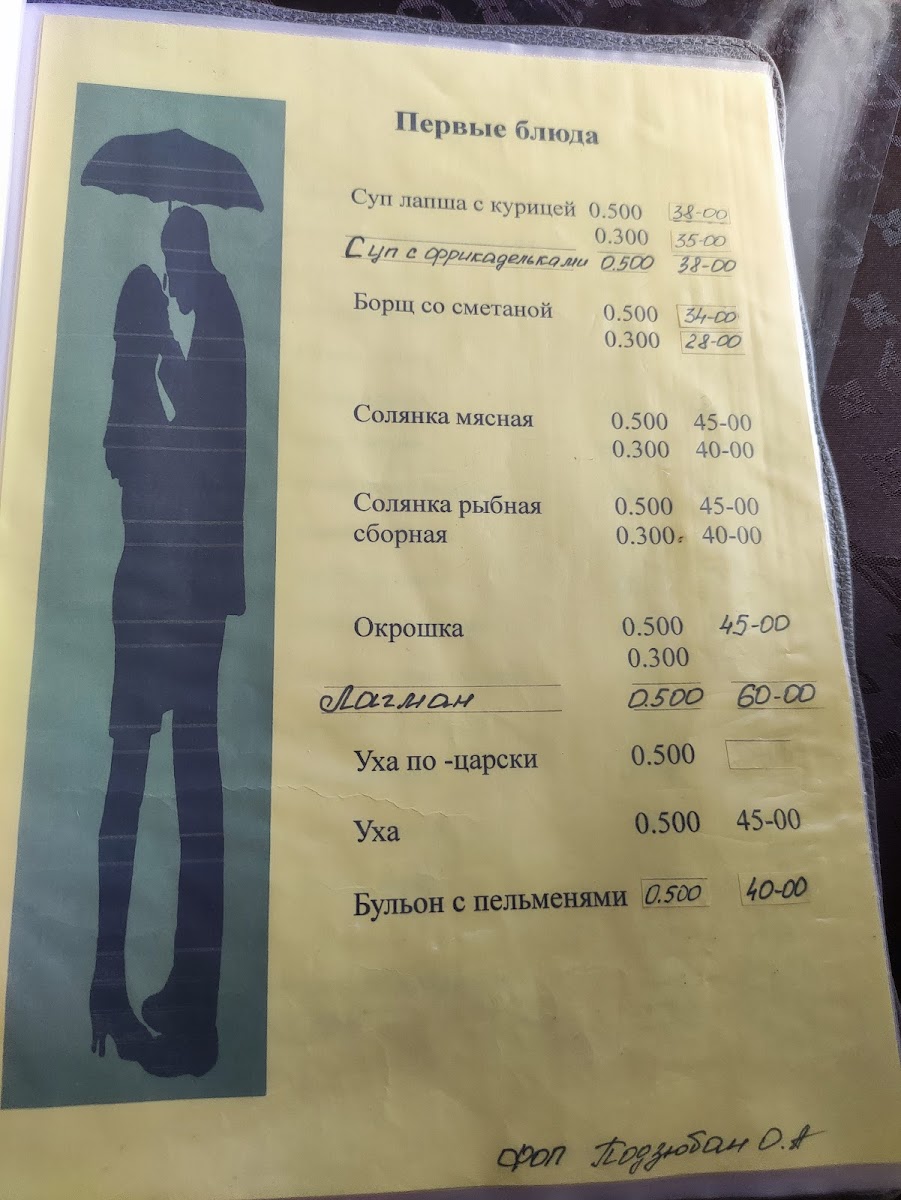 Первые блюда
Суп лапша с курицей 0.500 38-00
0.300 35-00
Суп с фрикадельками 0.500 38-00
Борщ со сметаной 0.500 34-00
0.300 28-00
Солянка мясная 0.500 45-00
0.300 40-00
Солянка рыбная 0.500 45-00
сборная 0.300 40-00
Окрошка 0.500 45-00
0.300
Лагман 0.500 60-00
Уха по -царски 0.500
Уха 0.500 45-00
Бульон с пельменями 0.500 40-00
ФОП Подзюбан О.А